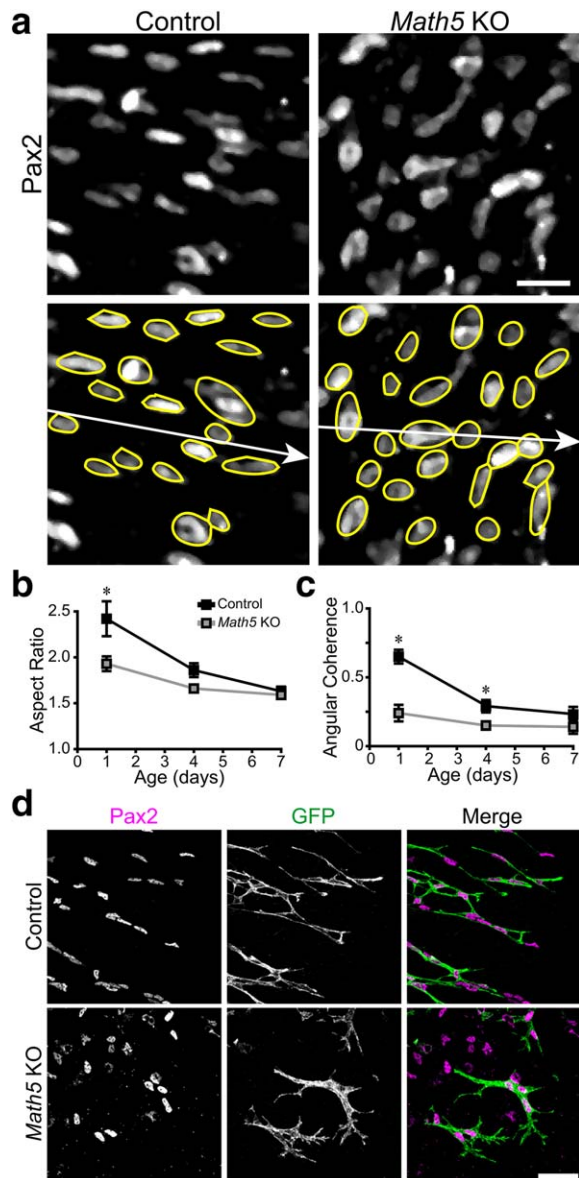 a
Control
Math5 KO
Pax2
b
*
Control
Math5 KO
2.5
2.0
1.5
1.0
Aspect Ratio
0 1 2 3 4 5 6 7
Age (days)
c
*
*
1.0
0.5
0
Angular Coherence
0 1 2 3 4 5 6 7
Age (days)
d
Pax2
GFP
Merge
Control
Math5 KO